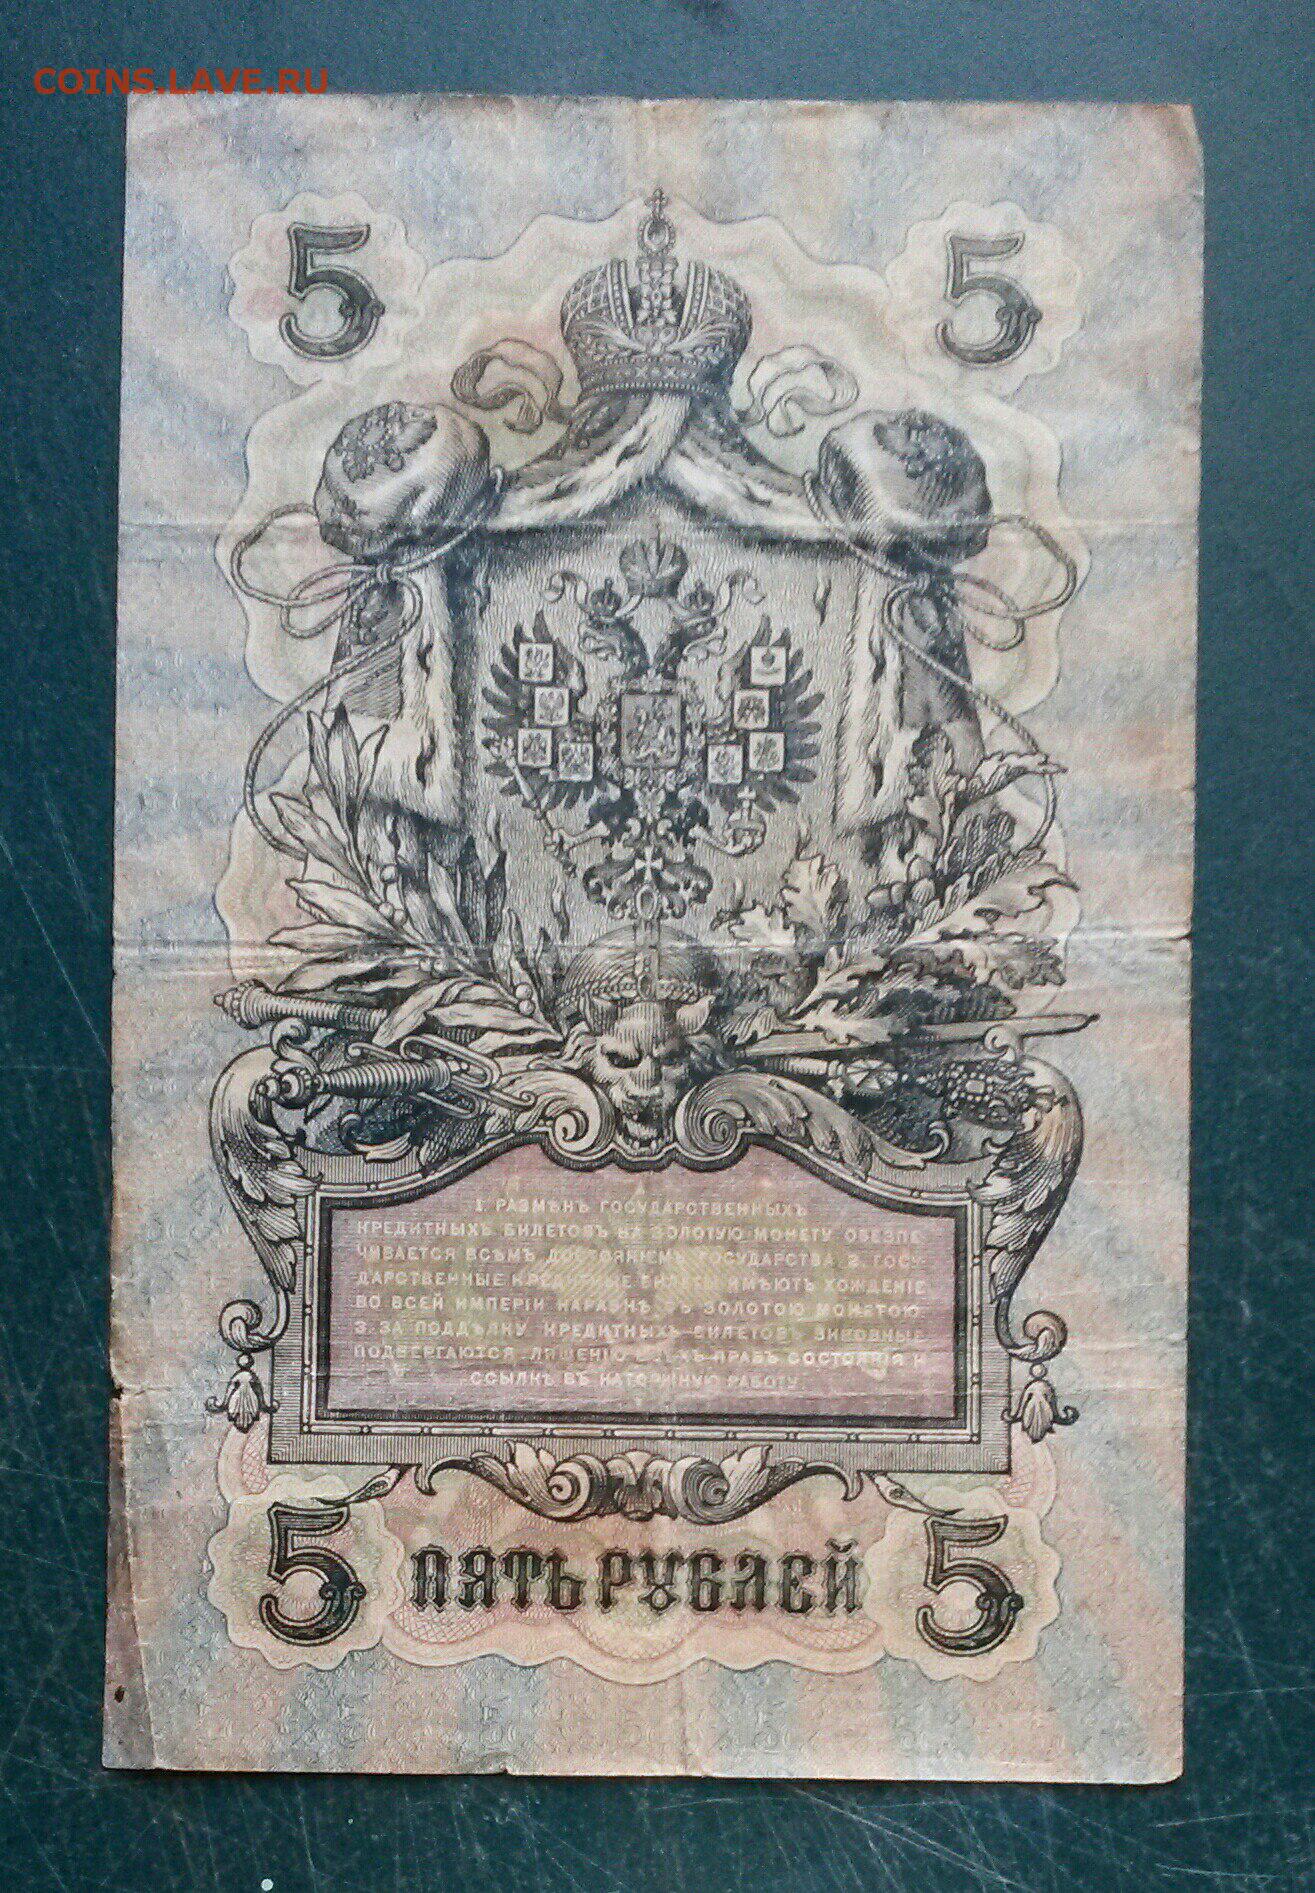 COINS.LAVE.RU
5 5
1. РАЗМѢНЪ ГОСУДАРСТВЕННЫХЪ
КРЕДИТНЫХЪ БИЛЕТОВЪ НА ЗОЛОТУЮ МОНЕТУ ОБЕЗПЕ-
ЧИВАЕТСЯ ВСѢМЪ ДОСТОЯНІЕМЪ ГОСУДАРСТВА. 2. ГОСУ-
ДАРСТВЕННЫЕ КРЕДИТНЫЕ БИЛЕТЫ ИМѢЮТЪ ХОЖДЕНІЕ
ВО ВСЕЙ ИМПЕРІИ НАРАВНѢ СЪ ЗОЛОТОЮ МОНЕТОЮ.
3. ЗА ПОДДѢЛКУ КРЕДИТНЫХЪ БИЛЕТОВЪ ВИНОВНЫЕ
ПОДВЕРГАЮТСЯ ЛИШЕНІЮ ВСѢХЪ ПРАВЪ СОСТОЯНІЯ И
ССЫЛКѢ ВЪ КАТОРЖНУЮ РАБОТУ.
5 ПЯТЬ РУБЛЕЙ 5